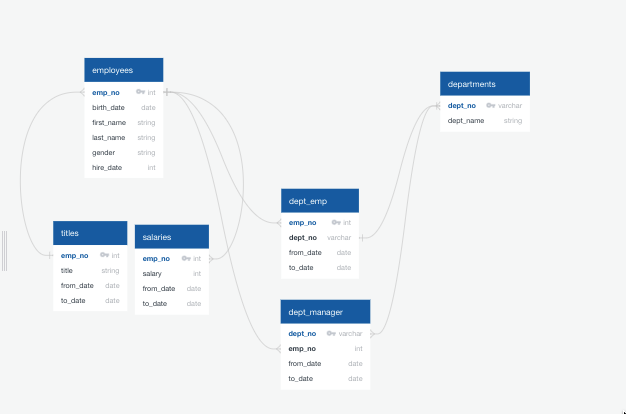 employees
emp_no int
birth_date date
first_name string
last_name string
gender string
hire_date int
departments
dept_no varchar
dept_name string
dept_emp
emp_no int
dept_no varchar
from_date date
to_date date
titles
emp_no int
title string
from_date date
to_date date
salaries
emp_no int
salary int
from_date date
to_date date
dept_manager
dept_no varchar
emp_no int
from_date date
to_date date